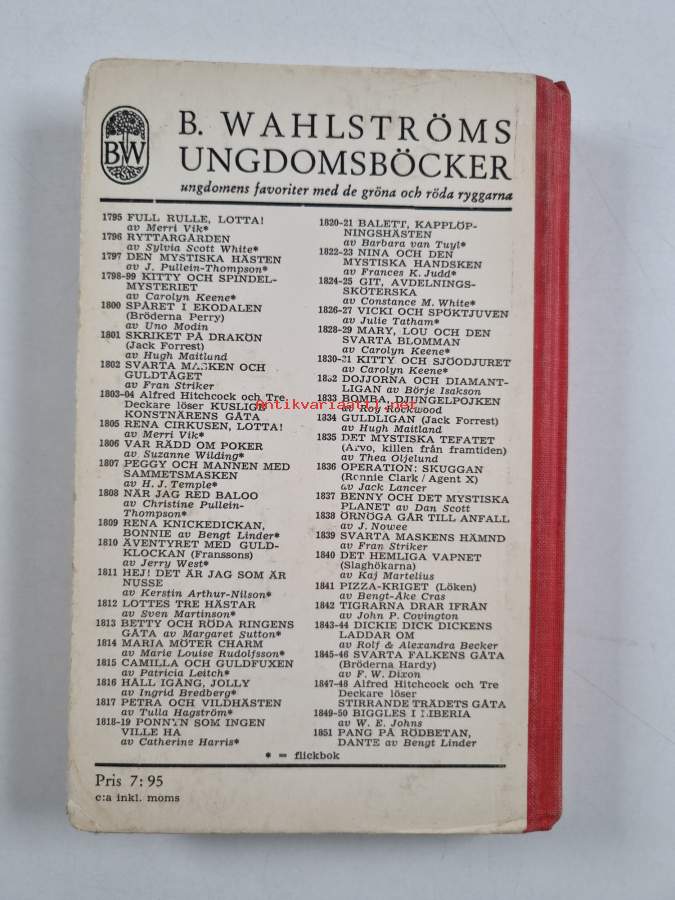 BW
B. WAHLSTRÖMS
UNGDOMSBÖCKER
ungdomens favoriter med de gröna och röda ryggarna
1795 FULL RULLE, LOTTA!
av Merri Vik*
1796 RYTTARGÅRDEN
av Sylvia Scott White*
1797 DEN MYSTISKA HÄSTEN
av J. Pullein-Thompson*
1798-99 KITTY OCH SPINDEL-
MYSTERIET
av Carolyn Keene*
1800 SPÅRET I EKODALEN
(Bröderna Perry)
av Uno Modin
1801 SKRIKET PÅ DRAKÖN
(Jack Forrest)
av Hugh Maitlund
1802 SVARTA MASKEN OCH
GULDTÅGET
av Fran Striker
1803-04 Alfred Hitchcock och Tre
Deckare löser KUSLIGA
KONSTNÄRENS GÅTA
1805 RENA CIRKUSEN, LOTTA!
av Merri Vik*
1806 VAR RÄDD OM POKER
av Suzanne Wilding*
1807 PEGGY OCH MANNEN MED
SAMMETSMASKEN
av H. J. Temple*
1808 NÄR JAG RED BALOO
av Christine Pullein-
Thompson*
1809 RENA KNICKEDICKAN,
BONNIE av Bengt Linder*
1810 ÄVENTYRET MED GULD-
KLOCKAN (Franssons)
av Jerry West*
1811 HEJ! DET ÄR JAG SOM ÄR
NUSSE
av Kerstin Arthur-Nilson*
1812 LOTTES TRE HÄSTAR
av Sven Martinson*
1813 BETTY OCH RÖDA RINGENS
GÅTA av Margaret Sutton*
1814 MARIA MÖTER CHARM
av Marie Louise Rudolfsson*
1815 CAMILLA OCH GULDFUXEN
av Patricia Leitch*
1816 HÅLL IGÅNG, JOLLY
av Ingrid Bredberg*
1817 PETRA OCH VILDHÄSTEN
av Tulla Hagström*
1818-19 PONNYN SOM INGEN
VILLE HA
av Catherine Harris*
1820-21 BALETT, KAPPLÖP-
NINGSHÄSTEN
av Barbara van Tuyl*
1822-23 NINA OCH DEN
MYSTISKA HANDSKEN
av Frances K. Judd*
1824-25 GIT, AVDELNINGS-
SKÖTERSKA
av Constance M. White*
1826-27 VICKI OCH SPÖKTJUVEN
av Julie Tatham*
1828-29 MARY, LOU OCH DEN
SVARTA BLOMMAN
av Carolyn Keene*
1830-31 KITTY OCH SJÖODJURET
av Carolyn Keene*
1832 DOJJORNA OCH DIAMANT-
LIGAN av Börje Isakson
1833 BOMBA, DJUNGELPOJKEN
av Roy Rockwood
1834 GULDLIGAN (Jack Forrest)
av Hugh Maitland
1835 DET MYSTISKA TEFATET
(Arvo, killen från framtiden)
av Thea Oljelund
1836 OPERATION: SKUGGAN
(Ronnie Clark / Agent X)
av Jack Lancer
1837 BENNY OCH DET MYSTISKA
PLANET av Dan Scott
1838 ÖRNÖGA GÅR TILL ANFALL
av J. Nowee
1839 SVARTA MASKENS HÄMND
av Fran Striker
1840 DET HEMLIGA VAPNET
(Slaghökarna)
av Kaj Martelius
1841 PIZZA-KRIGET (Löken)
av Bengt-Åke Cras
1842 TIGRARNA DRAR IFRÅN
av John P. Covington
1843-44 DICKIE DICK DICKENS
LADDAR OM
av Rolf & Alexandra Becker
1845-46 SVARTA FALKENS GÅTA
(Bröderna Hardy)
av F. W. Dixon
1847-48 Alfred Hitchcock och Tre
Deckare löser
STIRRANDE TRÄDETS GÅTA
1849-50 BIGGLES I LIBERIA
av W. E. Johns
1851 PANG PÅ RÖDBETAN,
DANTE av Bengt Linder
* = flickbok
Pris 7:95
c:a inkl. moms